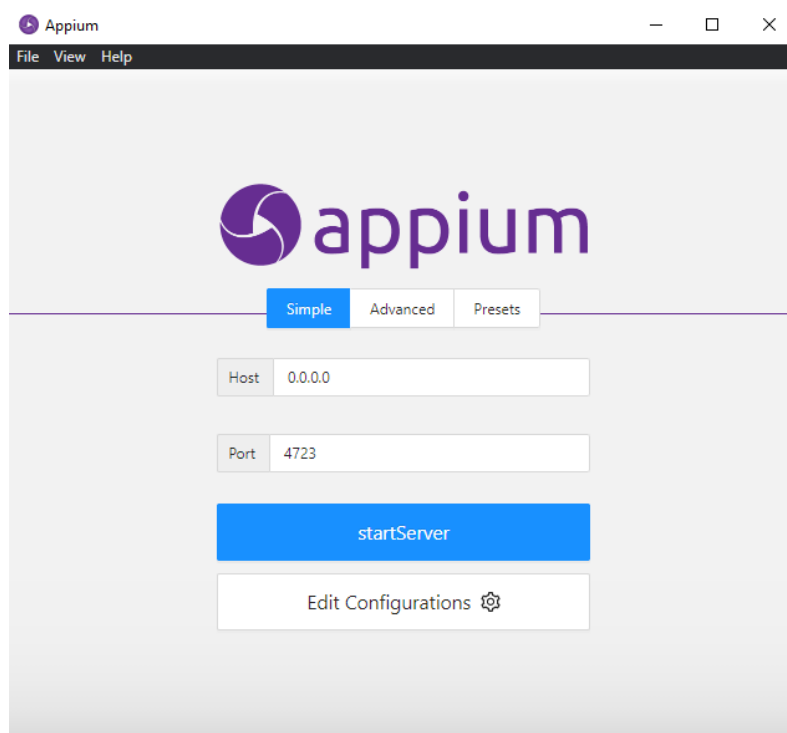 Appium
File View Help
appium
Simple Advanced Presets
Host 0.0.0.0
Port 4723
startServer
Edit Configurations